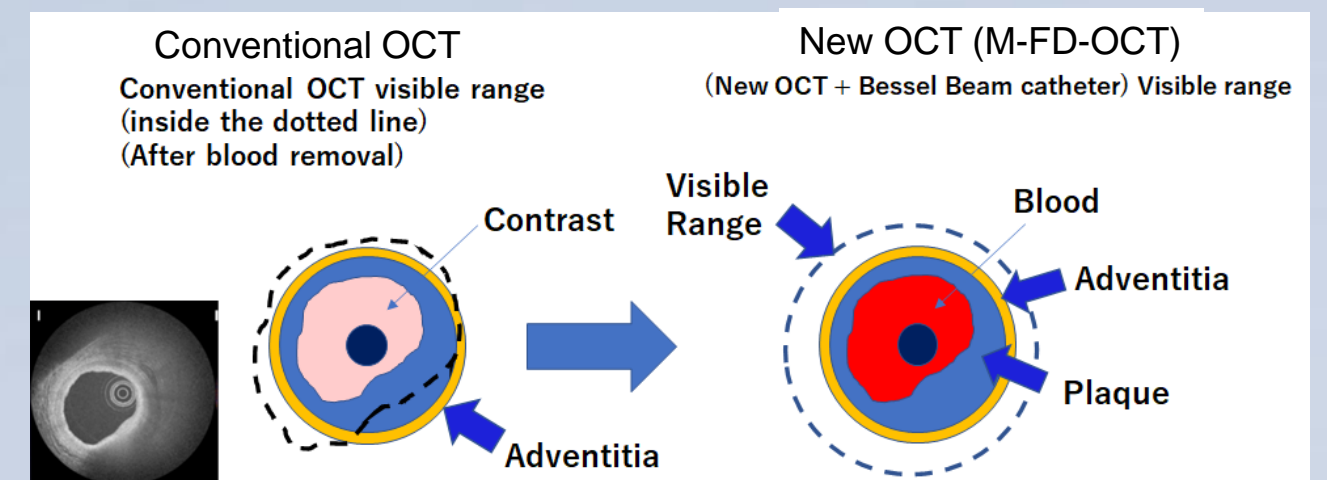 Conventional OCT
Conventional OCT visible range
(inside the dotted line)
(After blood removal)
Contrast
Adventitia
New OCT (M-FD-OCT)
(New OCT + Bessel Beam catheter) Visible range
Visible
Range
Blood
Adventitia
Plaque